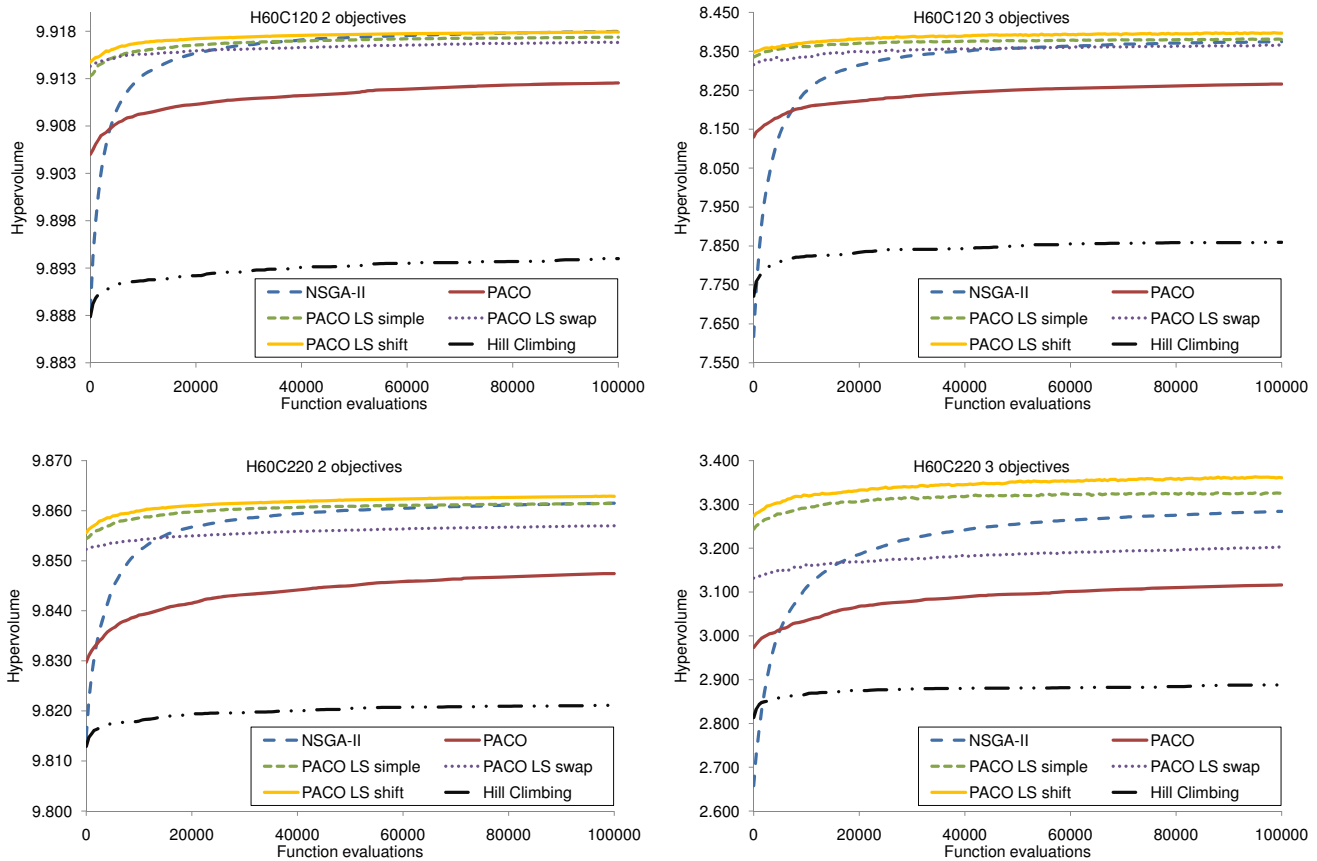 H60C120 2 objectives
Hypervolume
9.918
9.913
9.908
9.903
9.898
9.893
9.888
9.883
NSGA-II PACO
PACO LS simple PACO LS swap
PACO LS shift Hill Climbing
0 20000 40000 60000 80000 100000
Function evaluations
H60C120 3 objectives
Hypervolume
8.450
8.350
8.250
8.150
8.050
7.950
7.850
7.750
7.650
7.550
NSGA-II PACO
PACO LS simple PACO LS swap
PACO LS shift Hill Climbing
0 20000 40000 60000 80000 100000
Function evaluations
H60C220 2 objectives
Hypervolume
9.870
9.860
9.850
9.840
9.830
9.820
9.810
9.800
NSGA-II PACO
PACO LS simple PACO LS swap
PACO LS shift Hill Climbing
0 20000 40000 60000 80000 100000
Function evaluations
H60C220 3 objectives
Hypervolume
3.400
3.300
3.200
3.100
3.000
2.900
2.800
2.700
2.600
NSGA-II PACO
PACO LS simple PACO LS swap
PACO LS shift Hill Climbing
0 20000 40000 60000 80000 100000
Function evaluations